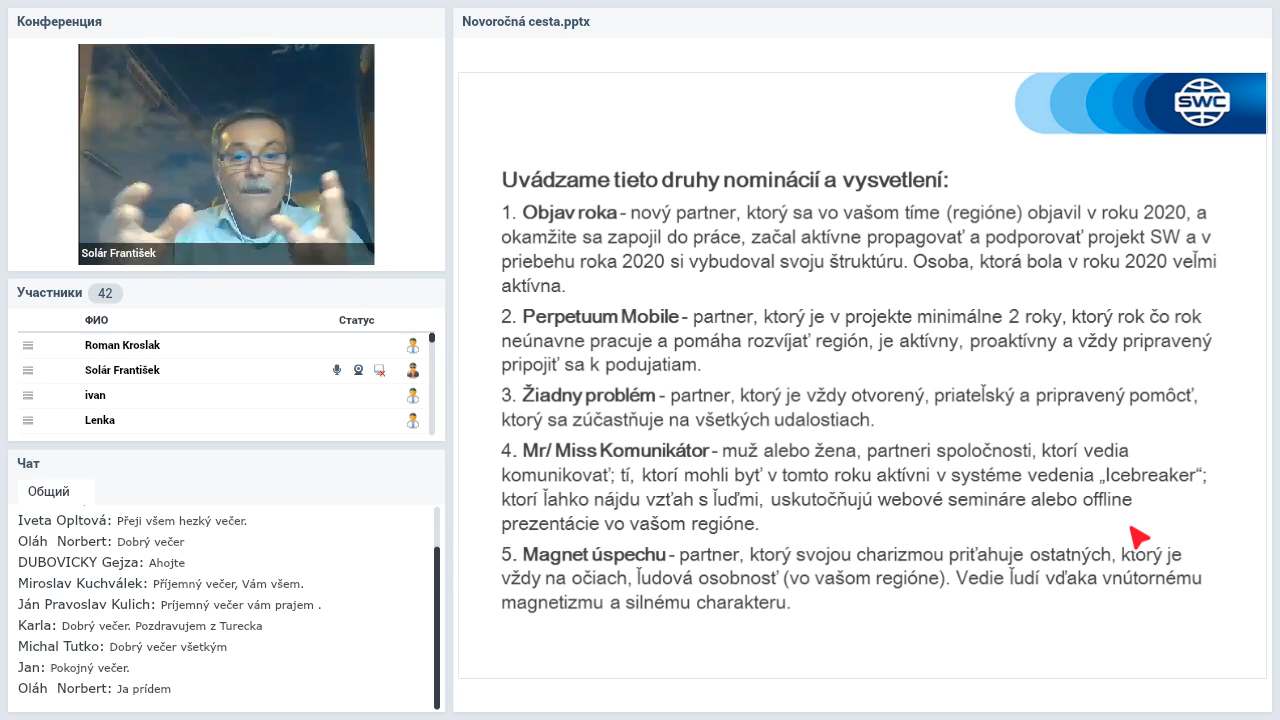 Конференция
Solár František
Участники 42
ФИО Статус
Roman Kroslak
Solár František
ivan
Lenka
Чат
Общий
Iveta Opltová: Přeji všem hezký večer.
Oláh Norbert: Dobrý večer
DUBOVICKY Gejza: Ahojte
Miroslav Kuchválek: Příjemný večer, Vám všem.
Ján Pravoslav Kulich: Príjemný večer vám prajem .
Karla: Dobrý večer. Pozdravujem z Turecka
Michal Tutko: Dobrý večer všetkým
Jan: Pokojný večer.
Oláh Norbert: Ja prídem
Novoročná cesta.pptx
SWC
Uvádzame tieto druhy nominácií a vysvetlení:
1. Objav roka - nový partner, ktorý sa vo vašom tíme (regióne) objavil v roku 2020, a
okamžite sa zapojil do práce, začal aktívne propagovať a podporovať projekt SW a v
priebehu roka 2020 si vybudoval svoju štruktúru. Osoba, ktorá bola v roku 2020 veľmi
aktívna.
2. Perpetuum Mobile - partner, ktorý je v projekte minimálne 2 roky, ktorý rok čo rok
neúnavne pracuje a pomáha rozvíjať región, je aktívny, proaktívny a vždy pripravený
pripojiť sa k podujatiam.
3. Žiadny problém - partner, ktorý je vždy otvorený, priateľský a pripravený pomôcť,
ktorý sa zúčastňuje na všetkých udalostiach.
4. Mr/ Miss Komunikátor - muž alebo žena, partneri spoločnosti, ktorí vedia
komunikovať; tí, ktorí mohli byť v tomto roku aktívni v systéme vedenia „Icebreaker“;
ktorí ľahko nájdu vzťah s ľuďmi, uskutočňujú webové semináre alebo offline
prezentácie vo vašom regióne.
5. Magnet úspechu - partner, ktorý svojou charizmou priťahuje ostatných, ktorý je
vždy na očiach, ľudová osobnosť (vo vašom regióne). Vedie ľudí vďaka vnútornému
magnetizmu a silnému charakteru.